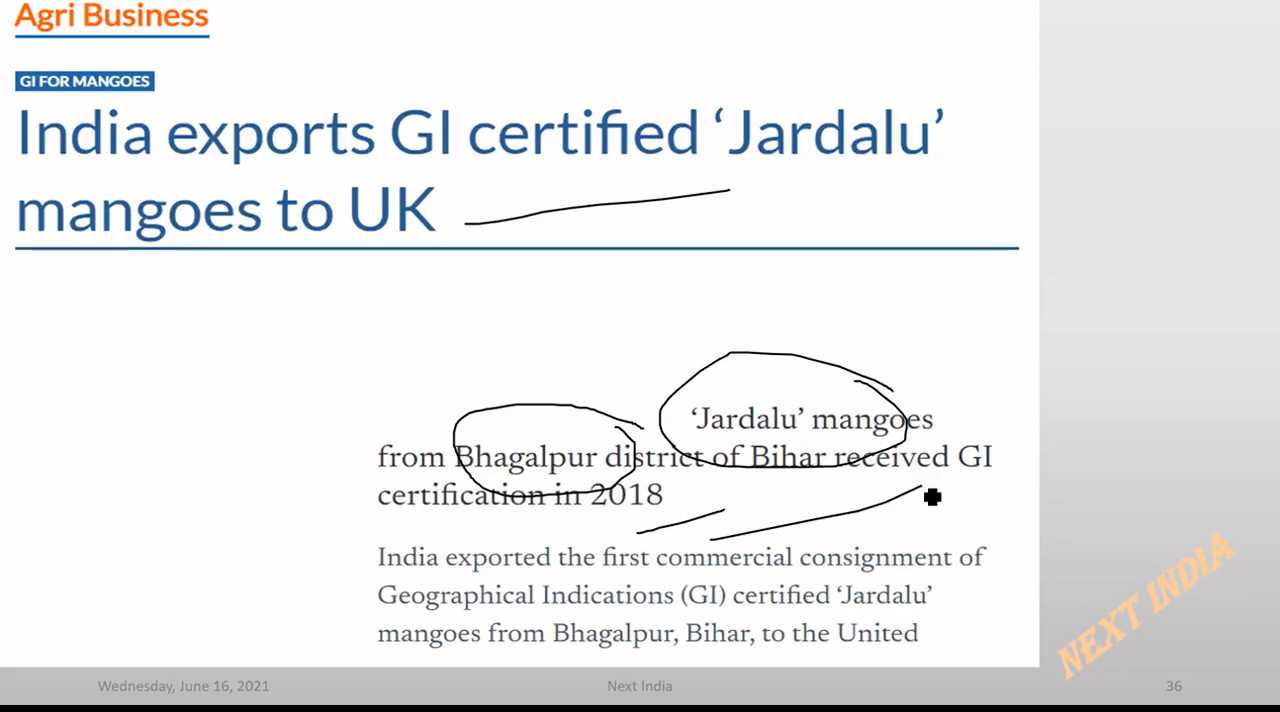 Agri Business
GI FOR MANGOES
India exports GI certified ‘Jardalu’
mangoes to UK
‘Jardalu’ mangoes
from Bhagalpur district of Bihar received GI
certification in 2018
India exported the first commercial consignment of
Geographical Indications (GI) certified ‘Jardalu’
mangoes from Bhagalpur, Bihar, to the United
NEXT INDIA
Wednesday, June 16, 2021
Next India
36